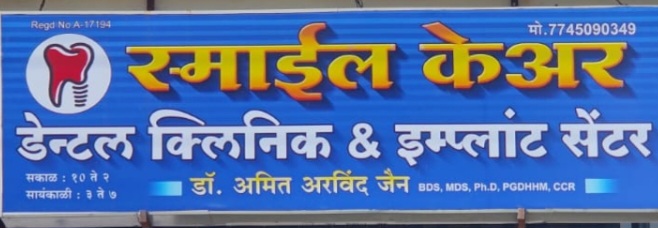 Regd No A-17194
मो.7745090349
स्माईल केअर
डेन्टल क्लिनिक & इम्प्लांट सेंटर
सकाळ : १० ते २
सायंकाळी : ३ ते ७
डॉ. अमित अरविंद जैन BDS, MDS, Ph.D, PGDHHM, CCR